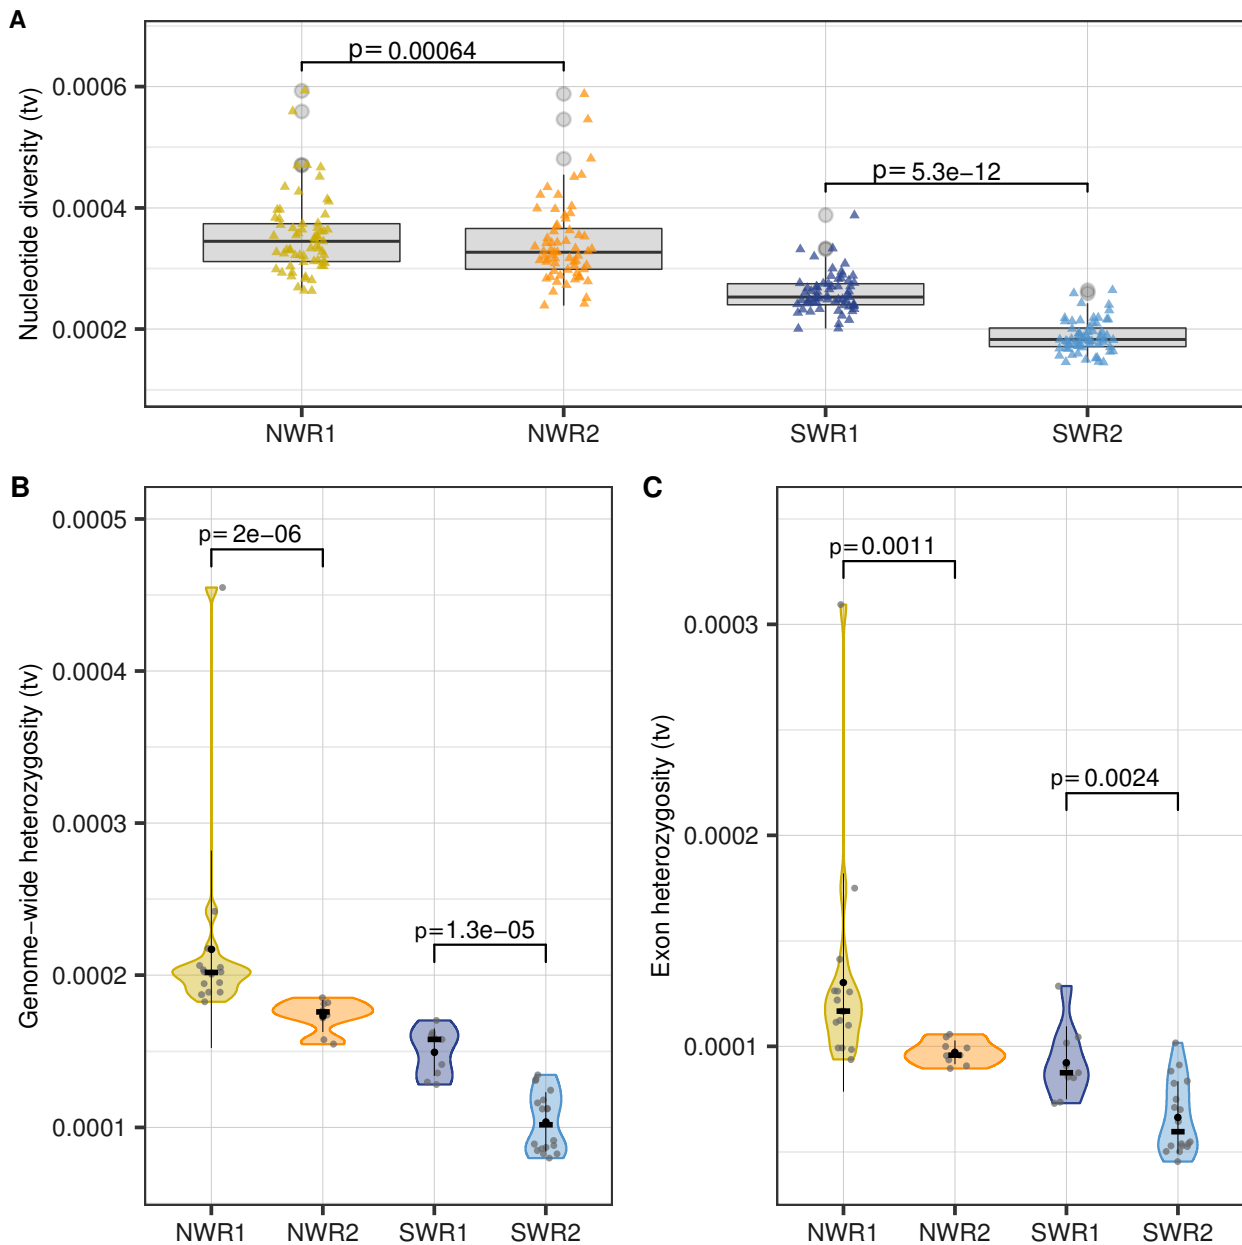 A
Nucleotide diversity (tv)
0.0006
0.0004
0.0002
p= 0.00064
p= 5.3e−12
NWR1 NWR2 SWR1 SWR2
B
Genome−wide heterozygosity (tv)
0.0005
0.0004
0.0003
0.0002
0.0001
p= 2e−06
p=1.3e−05
NWR1 NWR2 SWR1 SWR2
C
Exon heterozygosity (tv)
0.0003
0.0002
0.0001
p=0.0011
p= 0.0024
NWR1 NWR2 SWR1 SWR2